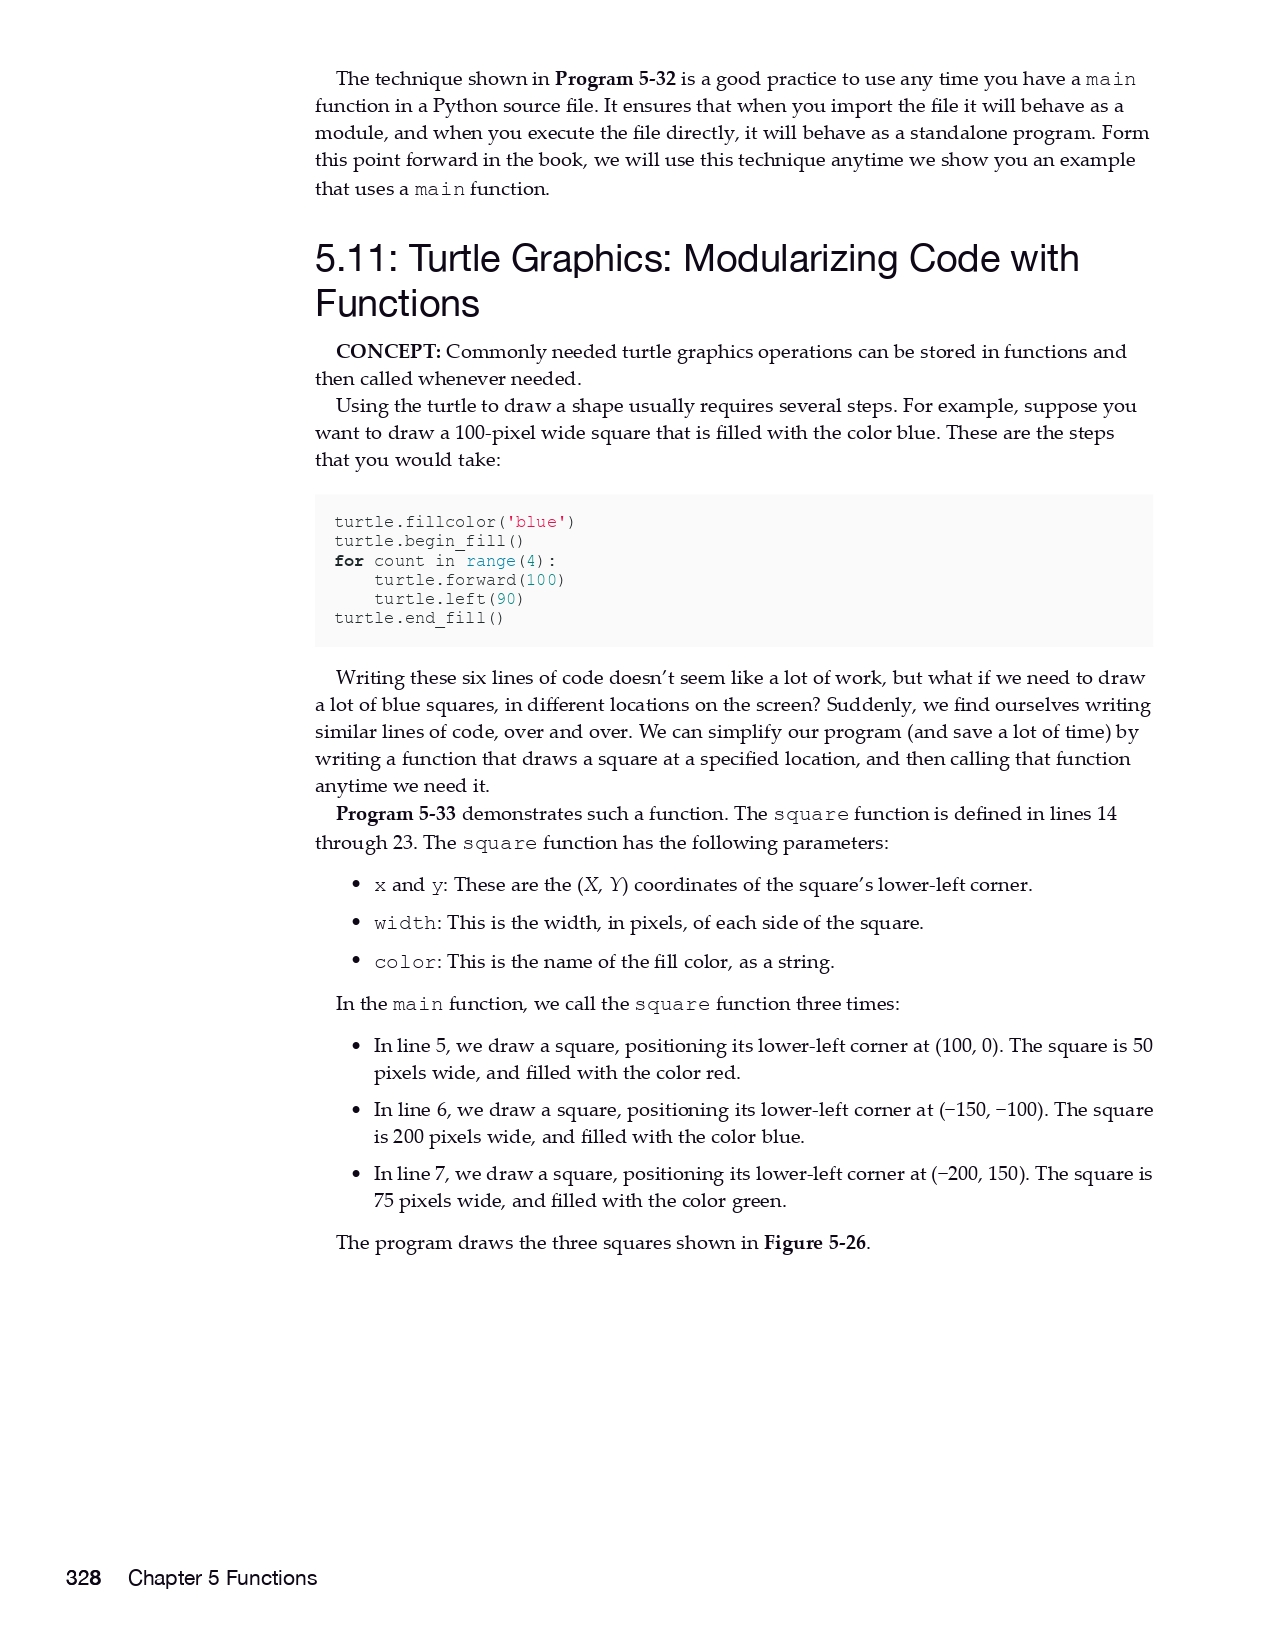 The technique shown in Program 5-32 is a good practice to use any time you have a main
function in a Python source file. It ensures that when you import the file it will behave as a
module, and when you execute the file directly, it will behave as a standalone program. Form
this point forward in the book, we will use this technique anytime we show you an example
that uses a main function.
5.11: Turtle Graphics: Modularizing Code with
Functions
CONCEPT: Commonly needed turtle graphics operations can be stored in functions and
then called whenever needed.
Using the turtle to draw a shape usually requires several steps. For example, suppose you
want to draw a 100-pixel wide square that is filled with the color blue. These are the steps
that you would take:
turtle.fillcolor('blue')
turtle.begin_fill()
for count in range(4):
    turtle.forward(100)
    turtle.left(90)
turtle.end_fill()
Writing these six lines of code doesn’t seem like a lot of work, but what if we need to draw
a lot of blue squares, in different locations on the screen? Suddenly, we find ourselves writing
similar lines of code, over and over. We can simplify our program (and save a lot of time) by
writing a function that draws a square at a specified location, and then calling that function
anytime we need it.
Program 5-33 demonstrates such a function. The square function is defined in lines 14
through 23. The square function has the following parameters:
• x and y: These are the (X, Y) coordinates of the square’s lower-left corner.
• width: This is the width, in pixels, of each side of the square.
• color: This is the name of the fill color, as a string.
In the main function, we call the square function three times:
• In line 5, we draw a square, positioning its lower-left corner at (100, 0). The square is 50
pixels wide, and filled with the color red.
• In line 6, we draw a square, positioning its lower-left corner at (−150, −100). The square
is 200 pixels wide, and filled with the color blue.
• In line 7, we draw a square, positioning its lower-left corner at (−200, 150). The square is
75 pixels wide, and filled with the color green.
The program draws the three squares shown in Figure 5-26.
328 Chapter 5 Functions